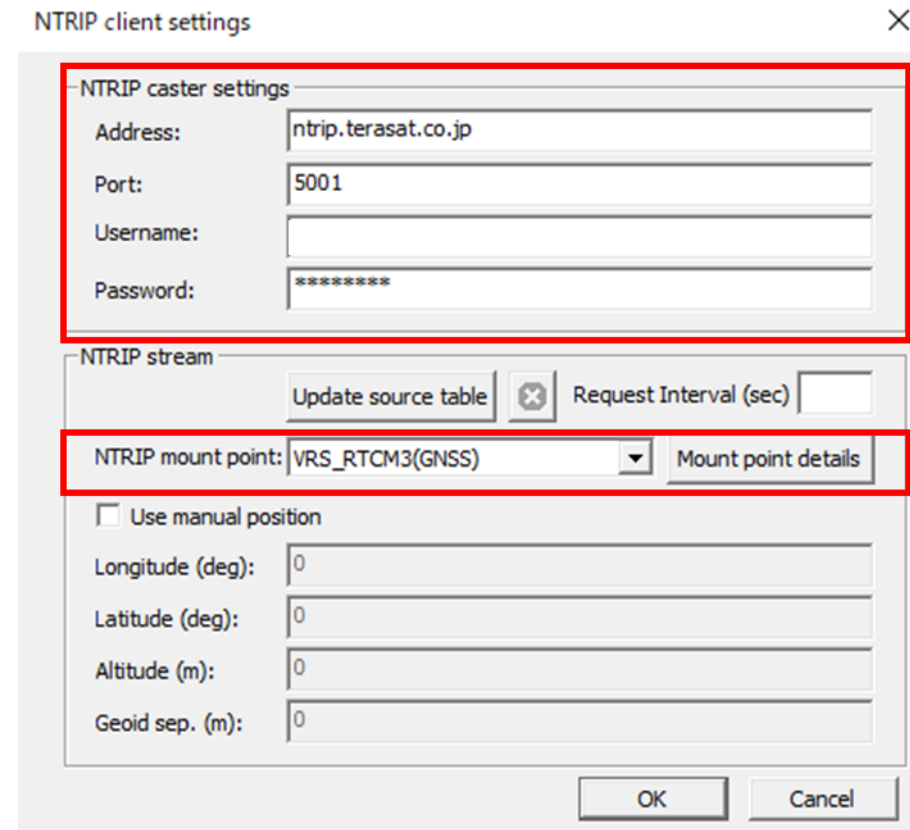 NTRIP client settings
NTRIP caster settings
Address: ntrip.terasat.co.jp
Port: 5001
Username:
Password: ********
NTRIP stream
Update source table Request Interval (sec)
NTRIP mount point: VRS_RTCM3(GNSS) Mount point details
Use manual position
Longitude (deg): 0
Latitude (deg): 0
Altitude (m): 0
Geoid sep. (m): 0
OK Cancel